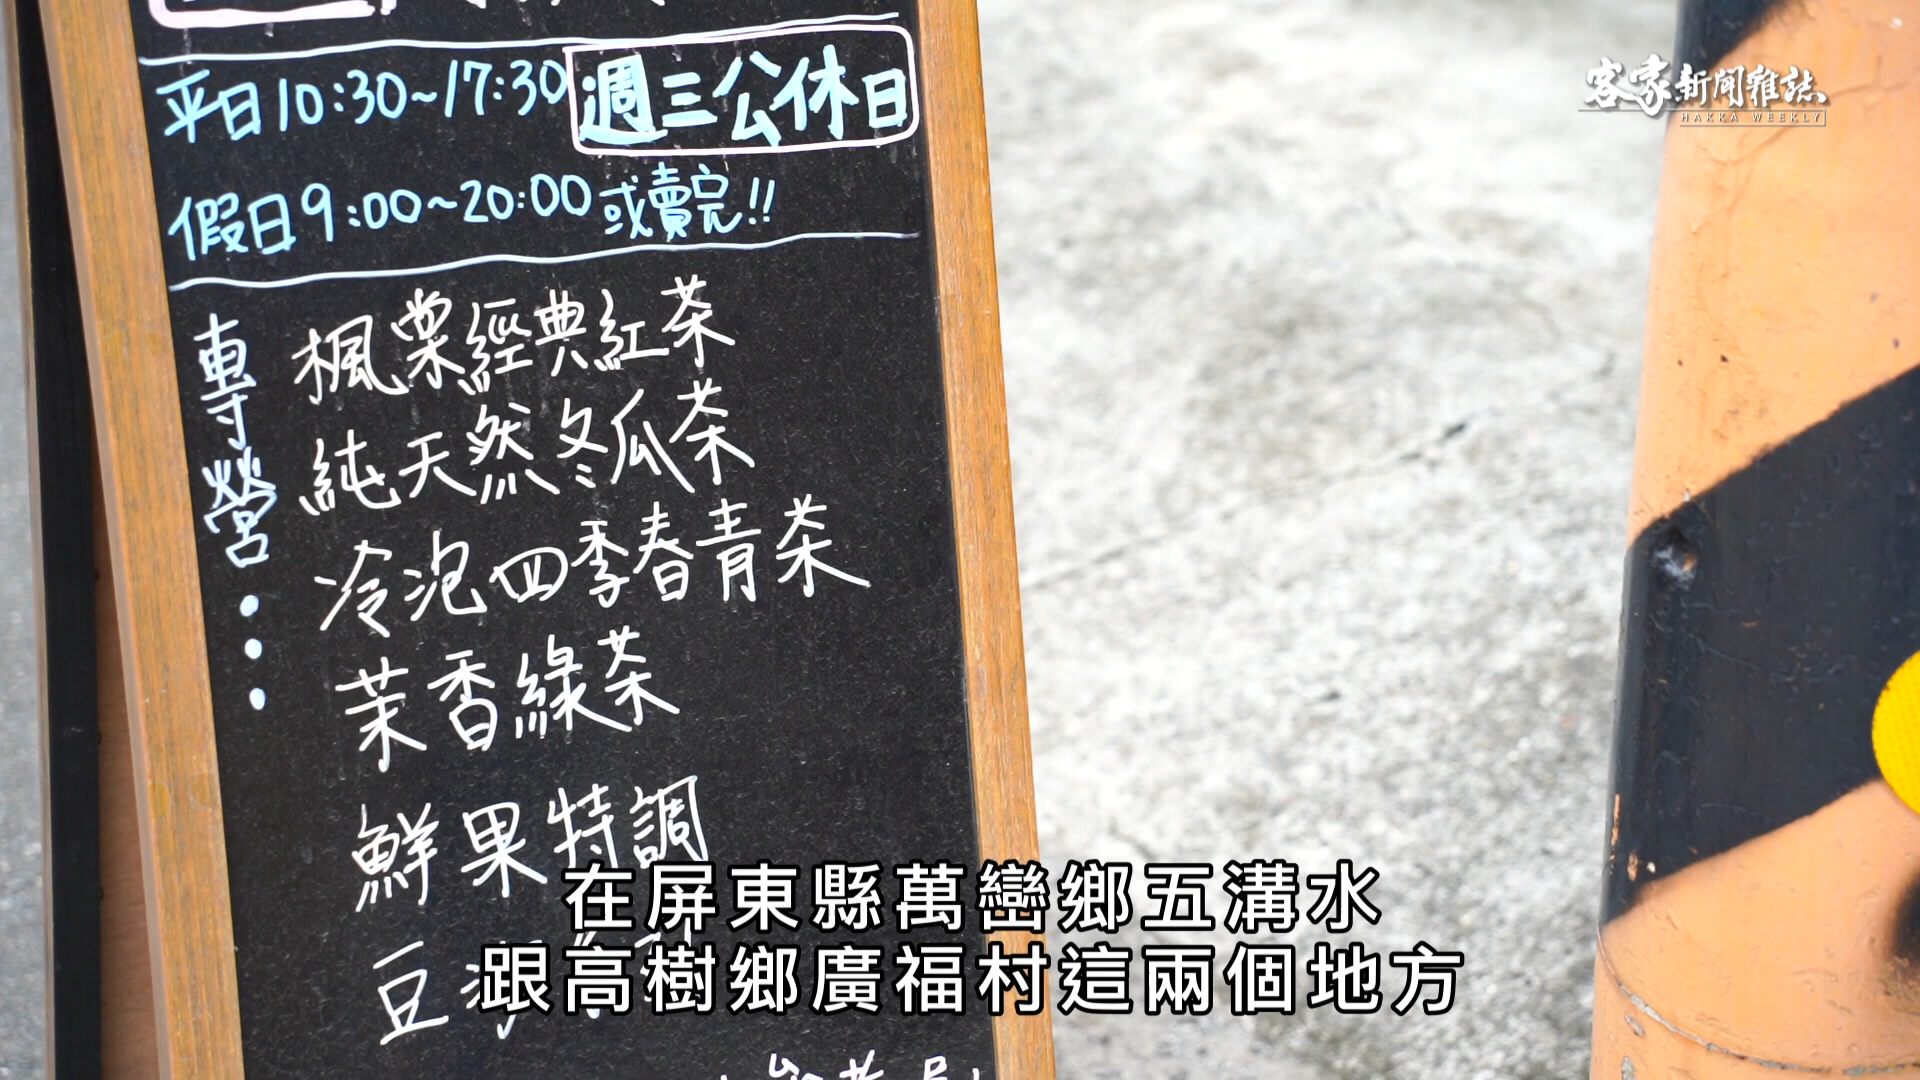 平日10:30~17:30 週三公休日
假日9:00~20:00或賣完!!
專營:
楓棠經典紅茶
純天然冬瓜茶
冷泡四季春青茶
茉香綠茶
鮮果特調
豆漿
客家新聞雜誌
HAKKA WEEKLY
在屏東縣萬巒鄉五溝水
跟高樹鄉廣福村這兩個地方